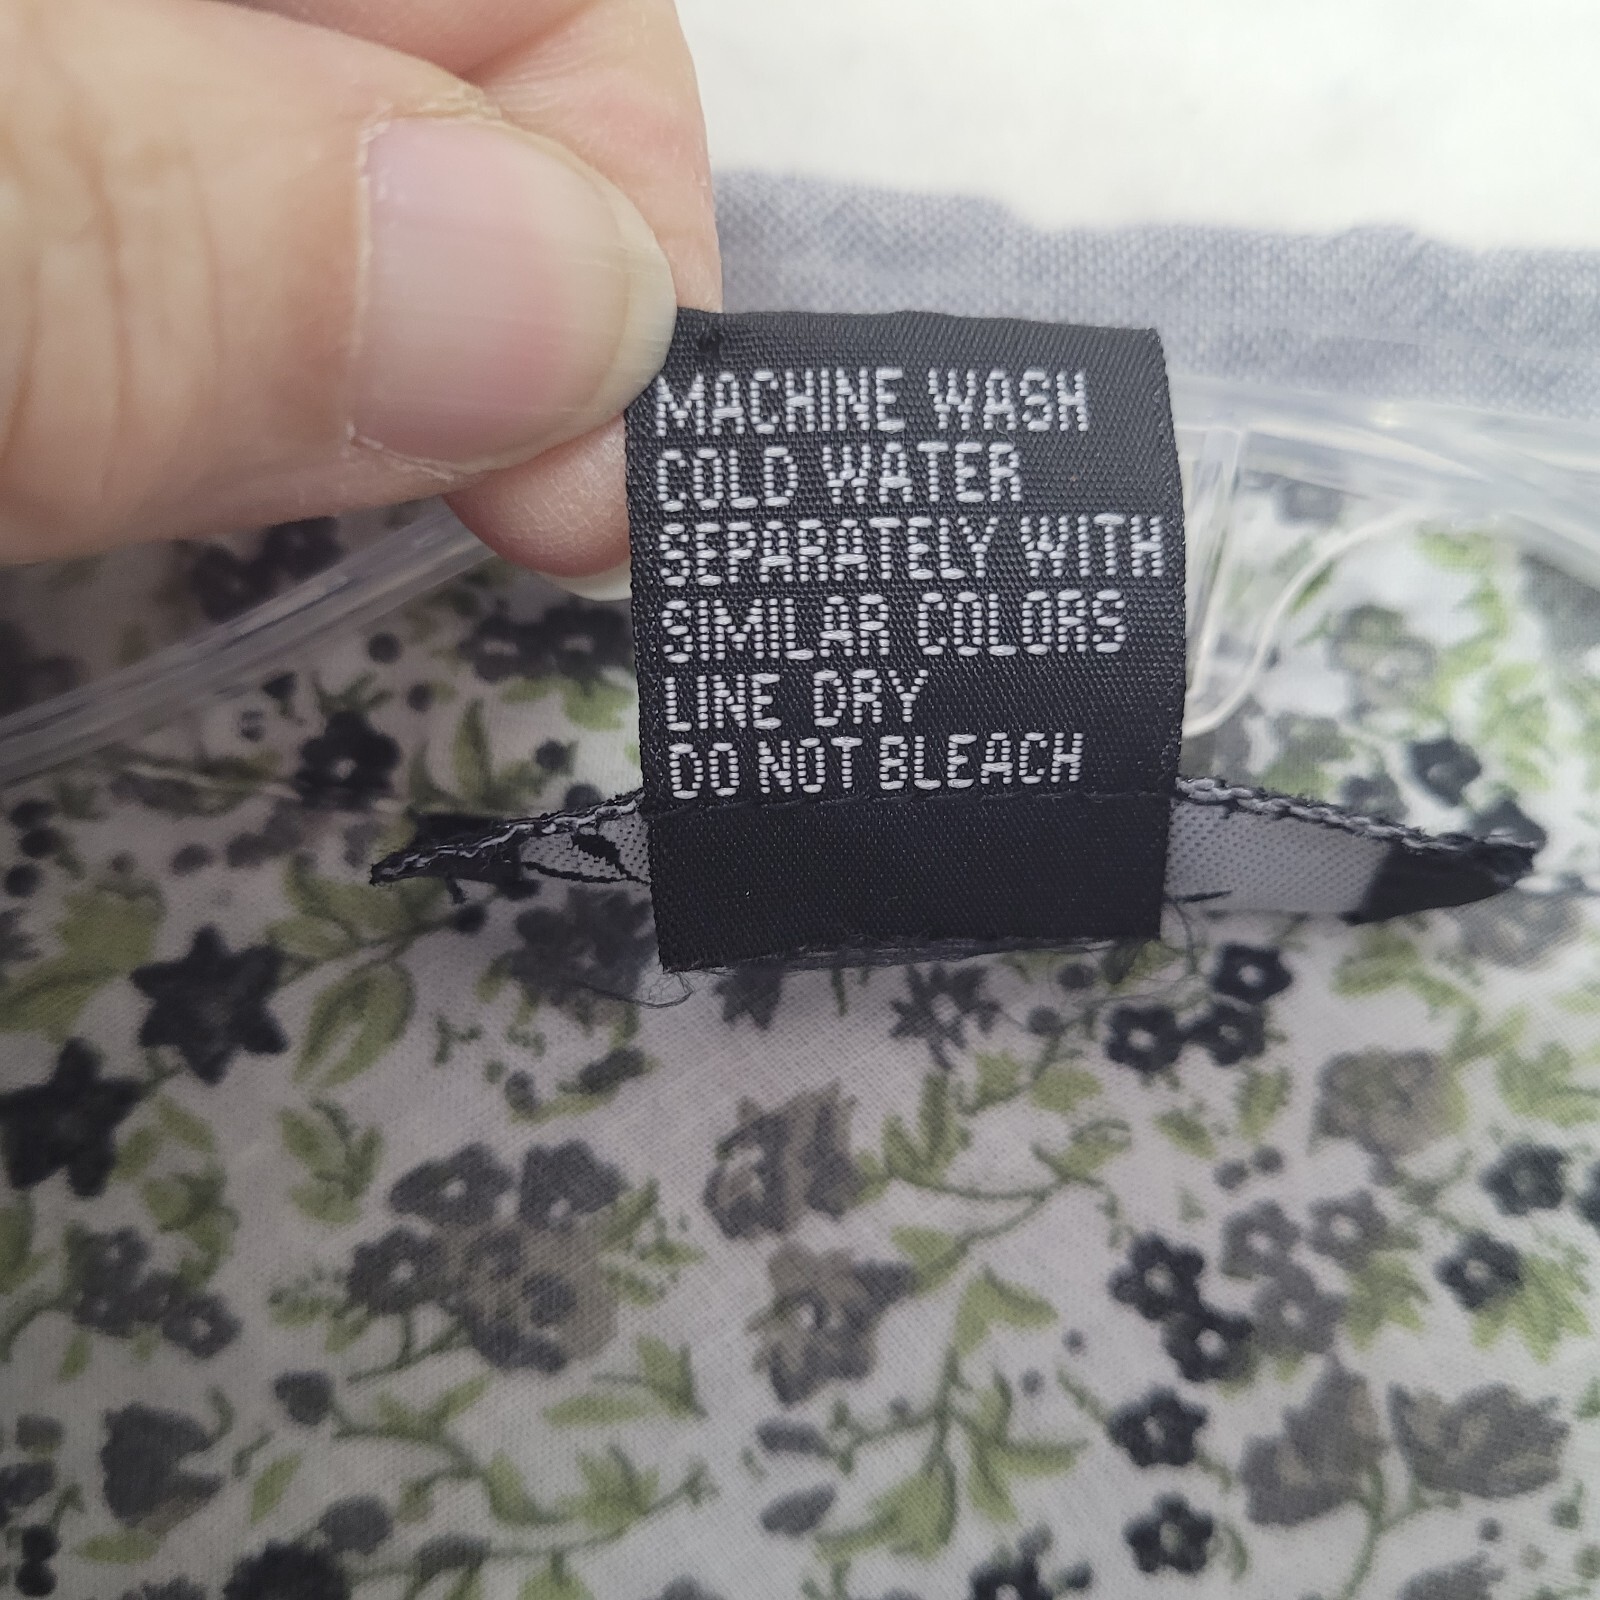 MACHINE WASH
COLD WATER
SEPARATELY WITH
SIMILAR COLORS
LINE DRY
DO NOT BLEACH